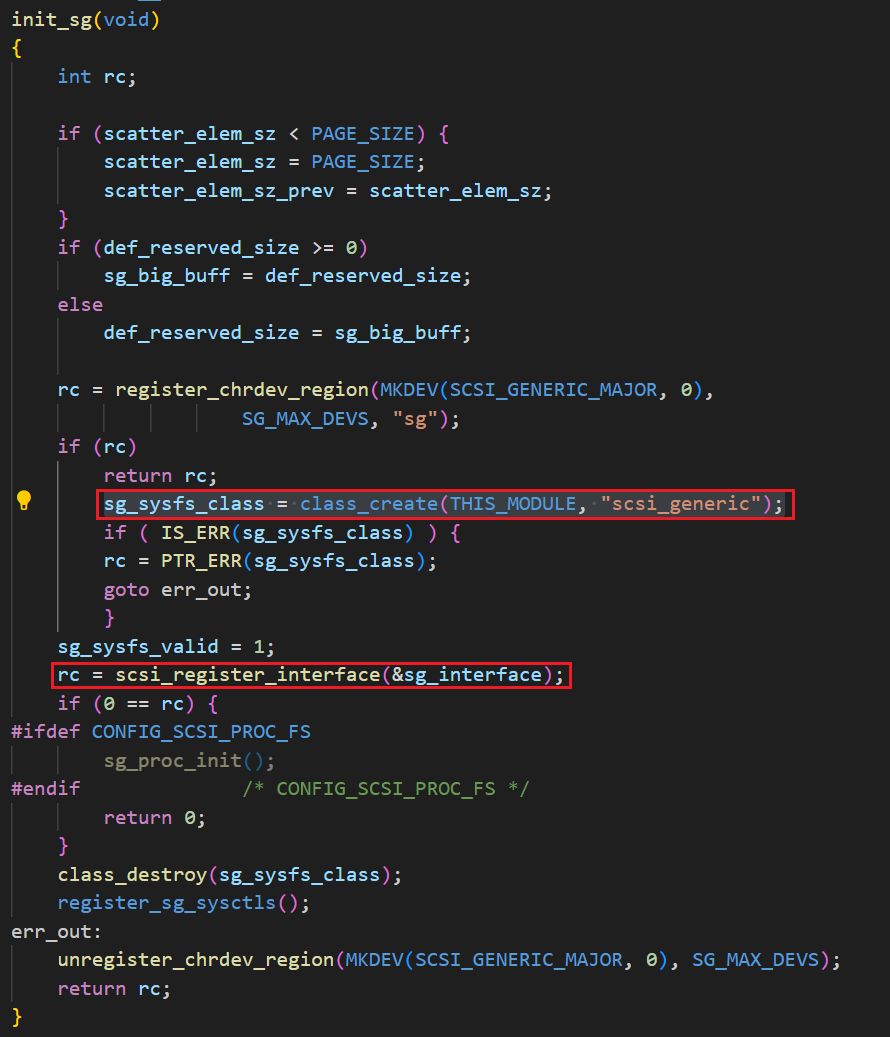 init_sg(void)
{
    int rc;

    if (scatter_elem_sz < PAGE_SIZE) {
        scatter_elem_sz = PAGE_SIZE;
        scatter_elem_sz_prev = scatter_elem_sz;
    }
    if (def_reserved_size >= 0)
        sg_big_buff = def_reserved_size;
    else
        def_reserved_size = sg_big_buff;

    rc = register_chrdev_region(MKDEV(SCSI_GENERIC_MAJOR, 0),
                    SG_MAX_DEVS, "sg");
    if (rc)
        return rc;
        sg_sysfs_class = class_create(THIS_MODULE, "scsi_generic");
        if ( IS_ERR(sg_sysfs_class) ) {
        rc = PTR_ERR(sg_sysfs_class);
        goto err_out;
        }
    sg_sysfs_valid = 1;
    rc = scsi_register_interface(&sg_interface);
    if (0 == rc) {
#ifdef CONFIG_SCSI_PROC_FS
        sg_proc_init();
#endif              /* CONFIG_SCSI_PROC_FS */
        return 0;
    }
    class_destroy(sg_sysfs_class);
    register_sg_sysctls();
err_out:
    unregister_chrdev_region(MKDEV(SCSI_GENERIC_MAJOR, 0), SG_MAX_DEVS);
    return rc;
}